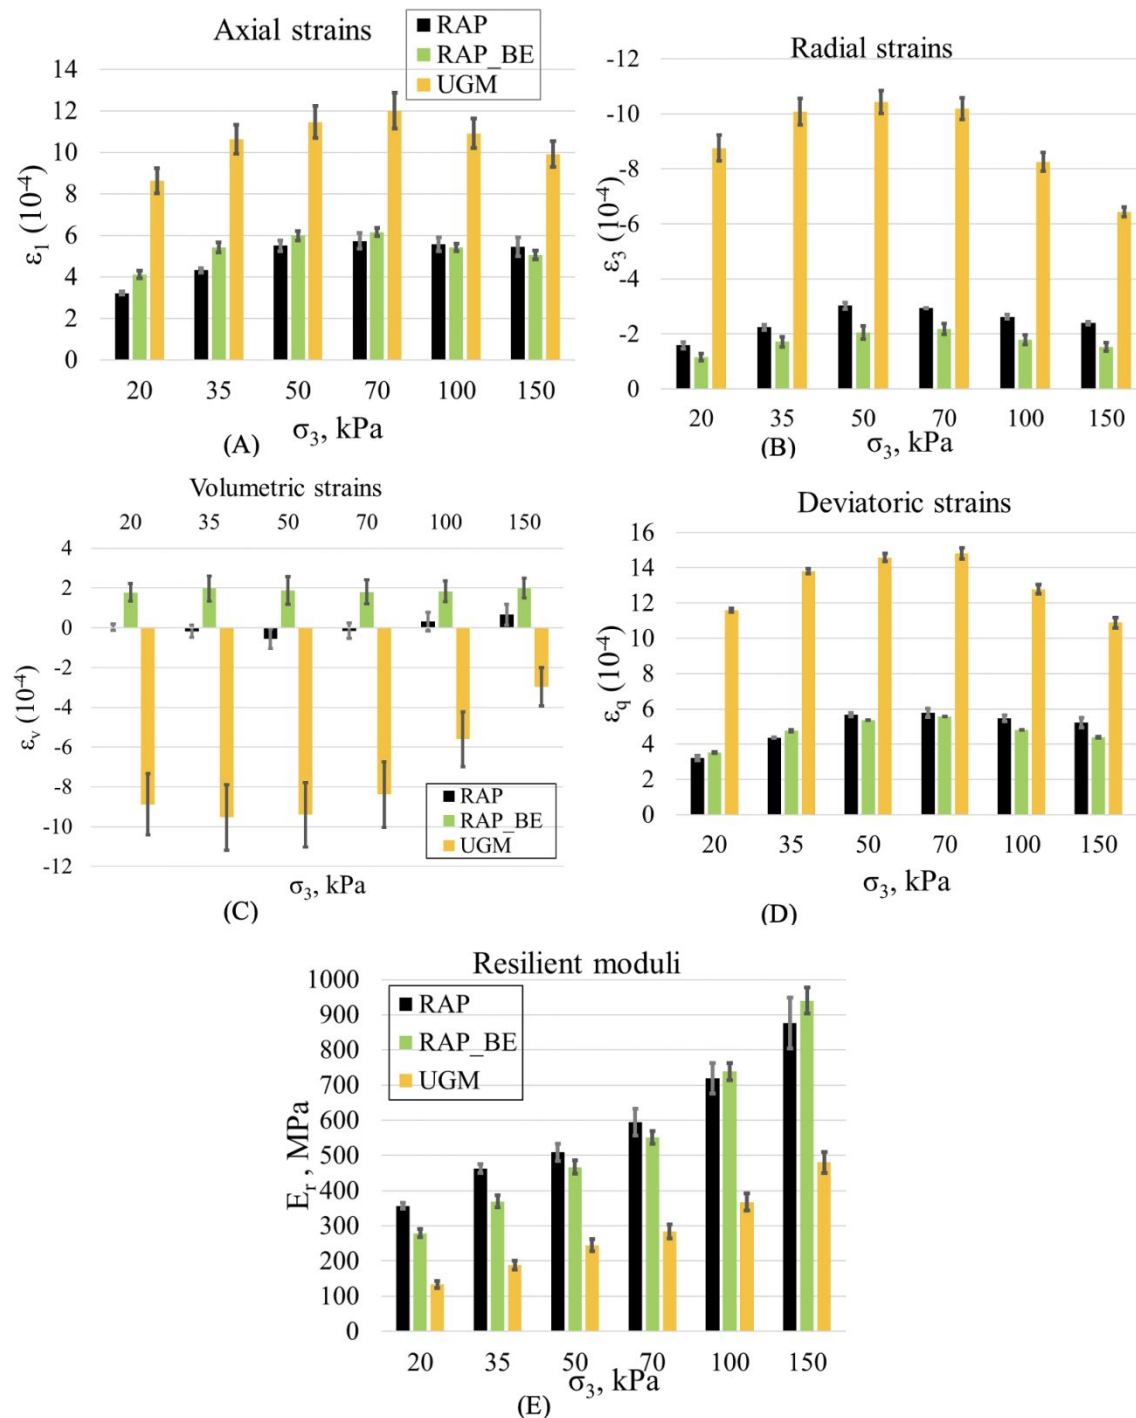 Axial strains
RAP
RAP_BE
UGM
14
12
10
8
6
4
2
0
ε₁ (10⁻⁴)
20 35 50 70 100 150
σ₃, kPa
(A)
Radial strains
-12
-10
-8
-6
-4
-2
0
ε₃ (10⁻⁴)
20 35 50 70 100 150
σ₃, kPa
(B)
Volumetric strains
20 35 50 70 100 150
4
2
0
-2
-4
-6
-8
-10
-12
εᵥ (10⁻⁴)
RAP
RAP_BE
UGM
σ₃, kPa
(C)
Deviatoric strains
16
14
12
10
8
6
4
2
0
ε_q (10⁻⁴)
20 35 50 70 100 150
σ₃, kPa
(D)
Resilient moduli
RAP
RAP_BE
UGM
1000
900
800
700
600
500
400
300
200
100
0
Eᵣ, MPa
20 35 50 70 100 150
σ₃, kPa
(E)